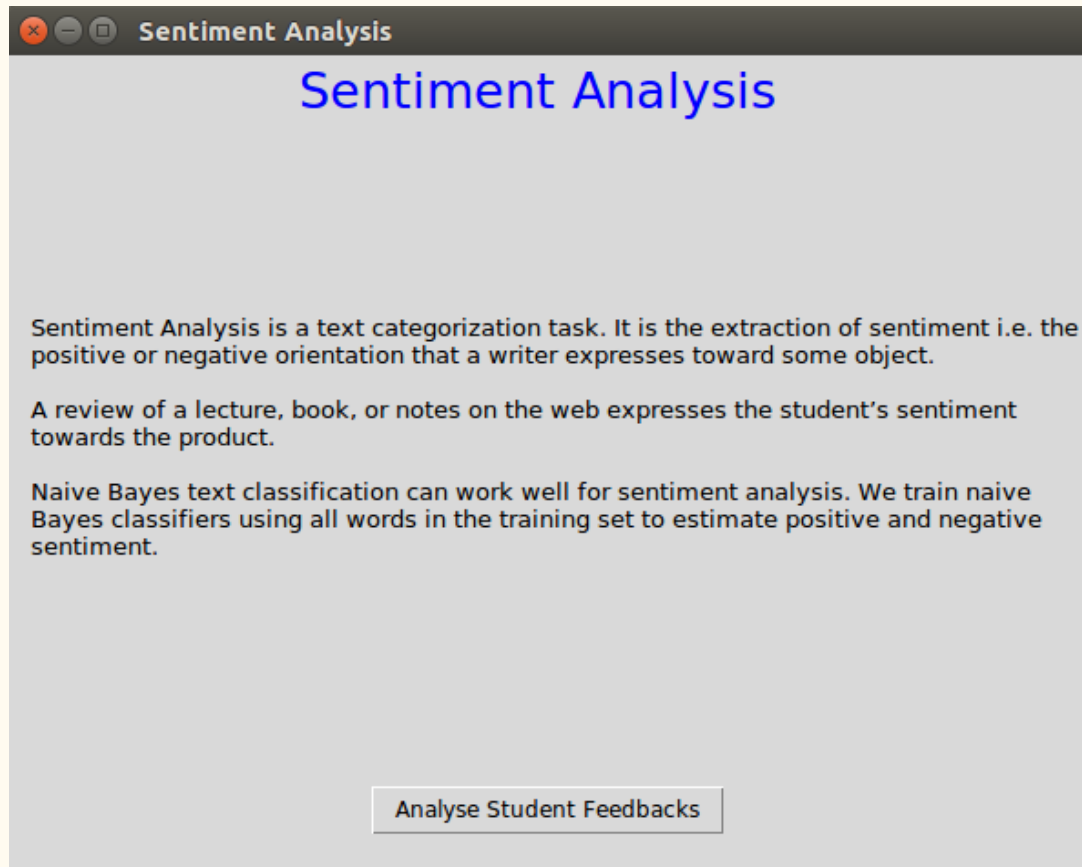 Sentiment Analysis
Sentiment Analysis
Sentiment Analysis is a text categorization task. It is the extraction of sentiment i.e. the
positive or negative orientation that a writer expresses toward some object.
A review of a lecture, book, or notes on the web expresses the student’s sentiment
towards the product.
Naive Bayes text classification can work well for sentiment analysis. We train naive
Bayes classifiers using all words in the training set to estimate positive and negative
sentiment.
Analyse Student Feedbacks